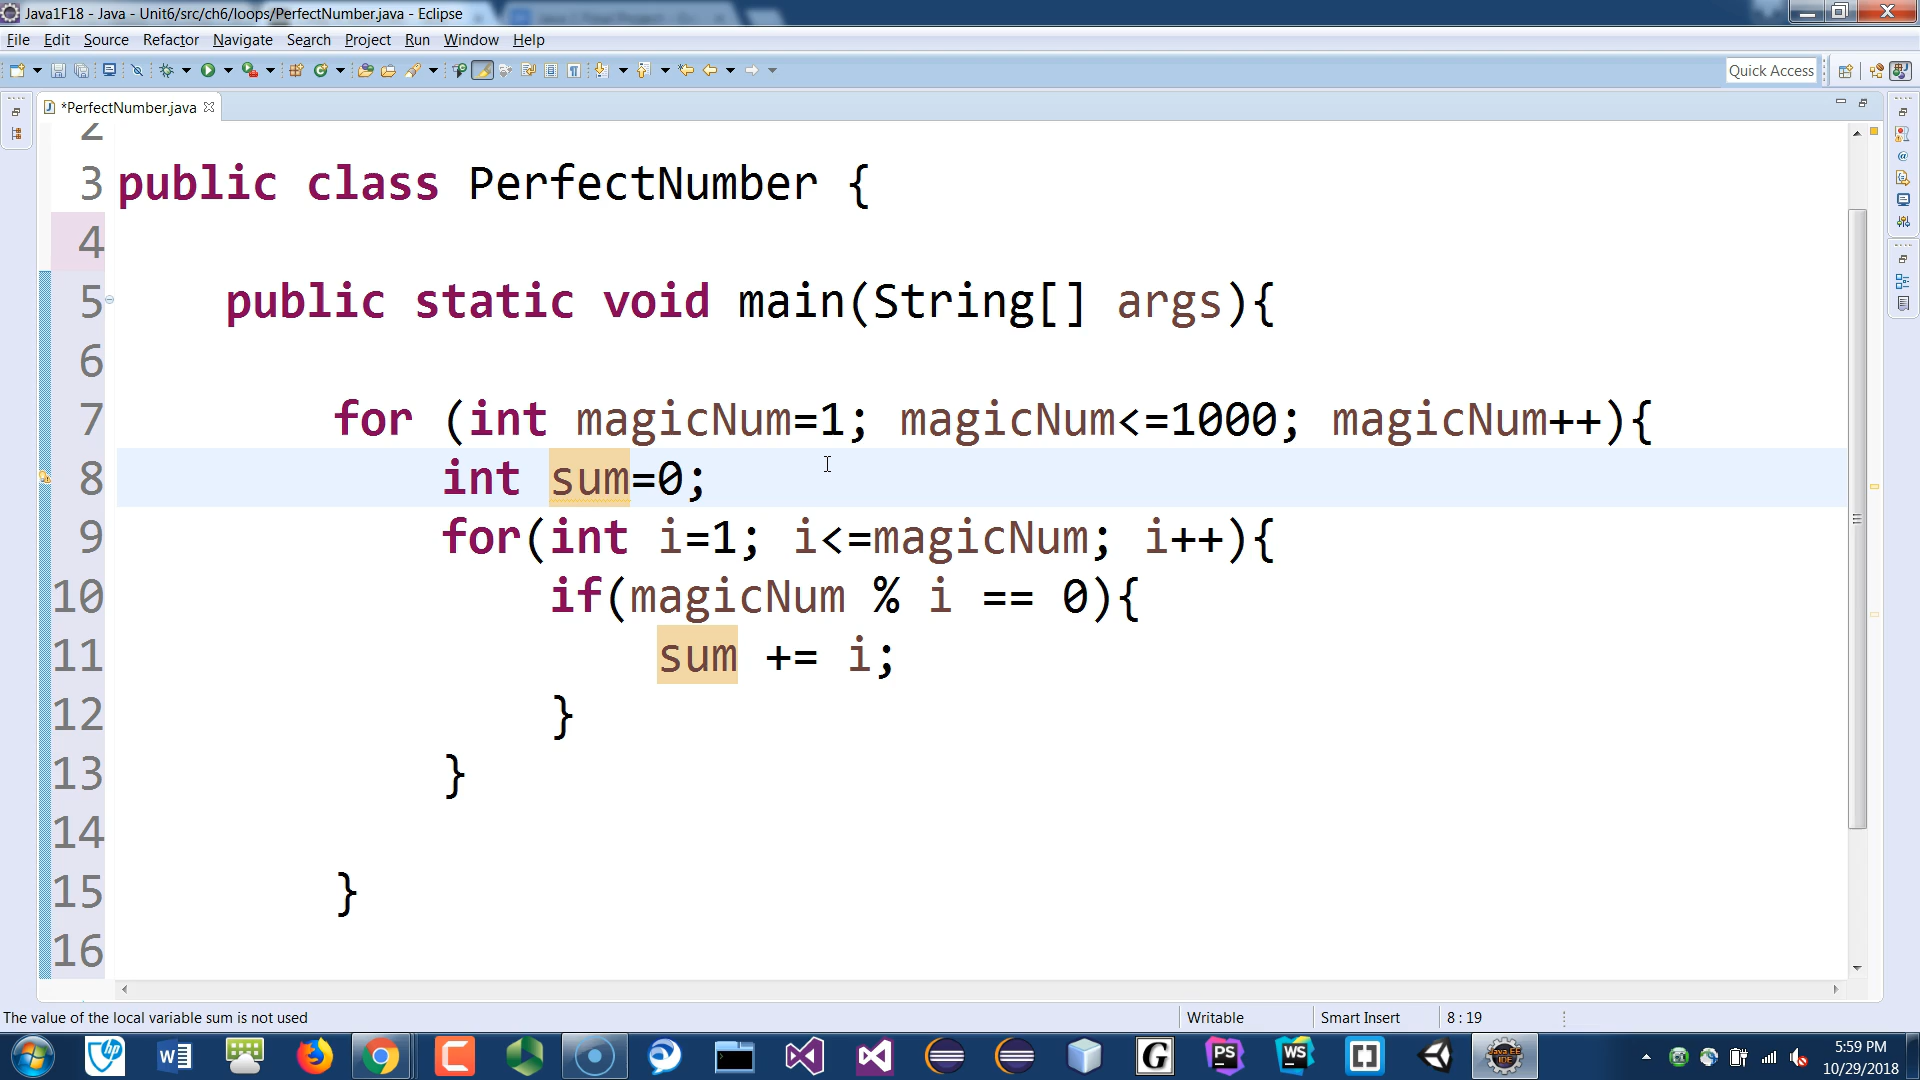 Java1F18 - Java - Unit6/src/ch6/loops/PerfectNumber.java - Eclipse
File Edit Source Refactor Navigate Search Project Run Window Help
Quick Access
*PerfectNumber.java
2
3 public class PerfectNumber {
4
5 public static void main(String[] args){
6
7 for (int magicNum=1; magicNum<=1000; magicNum++){
8 int sum=0;
9 for(int i=1; i<=magicNum; i++){
10 if(magicNum % i == 0){
11 sum += i;
12 }
13 }
14
15 }
16
The value of the local variable sum is not used Writable Smart Insert 8 : 19
5:59 PM
10/29/2018